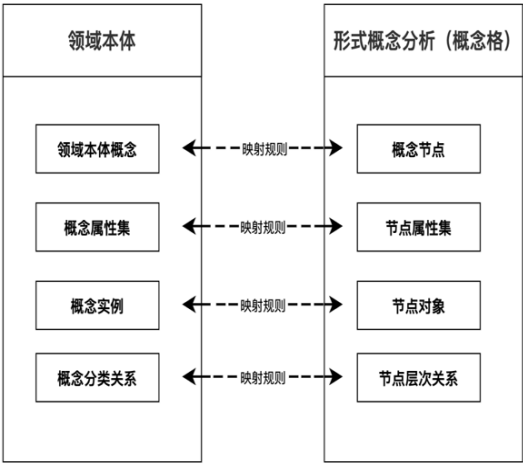 领域本体
形式概念分析（概念格）
领域本体概念
映射规则
概念节点
概念属性集
映射规则
节点属性集
概念实例
映射规则
节点对象
概念分类关系
映射规则
节点层次关系